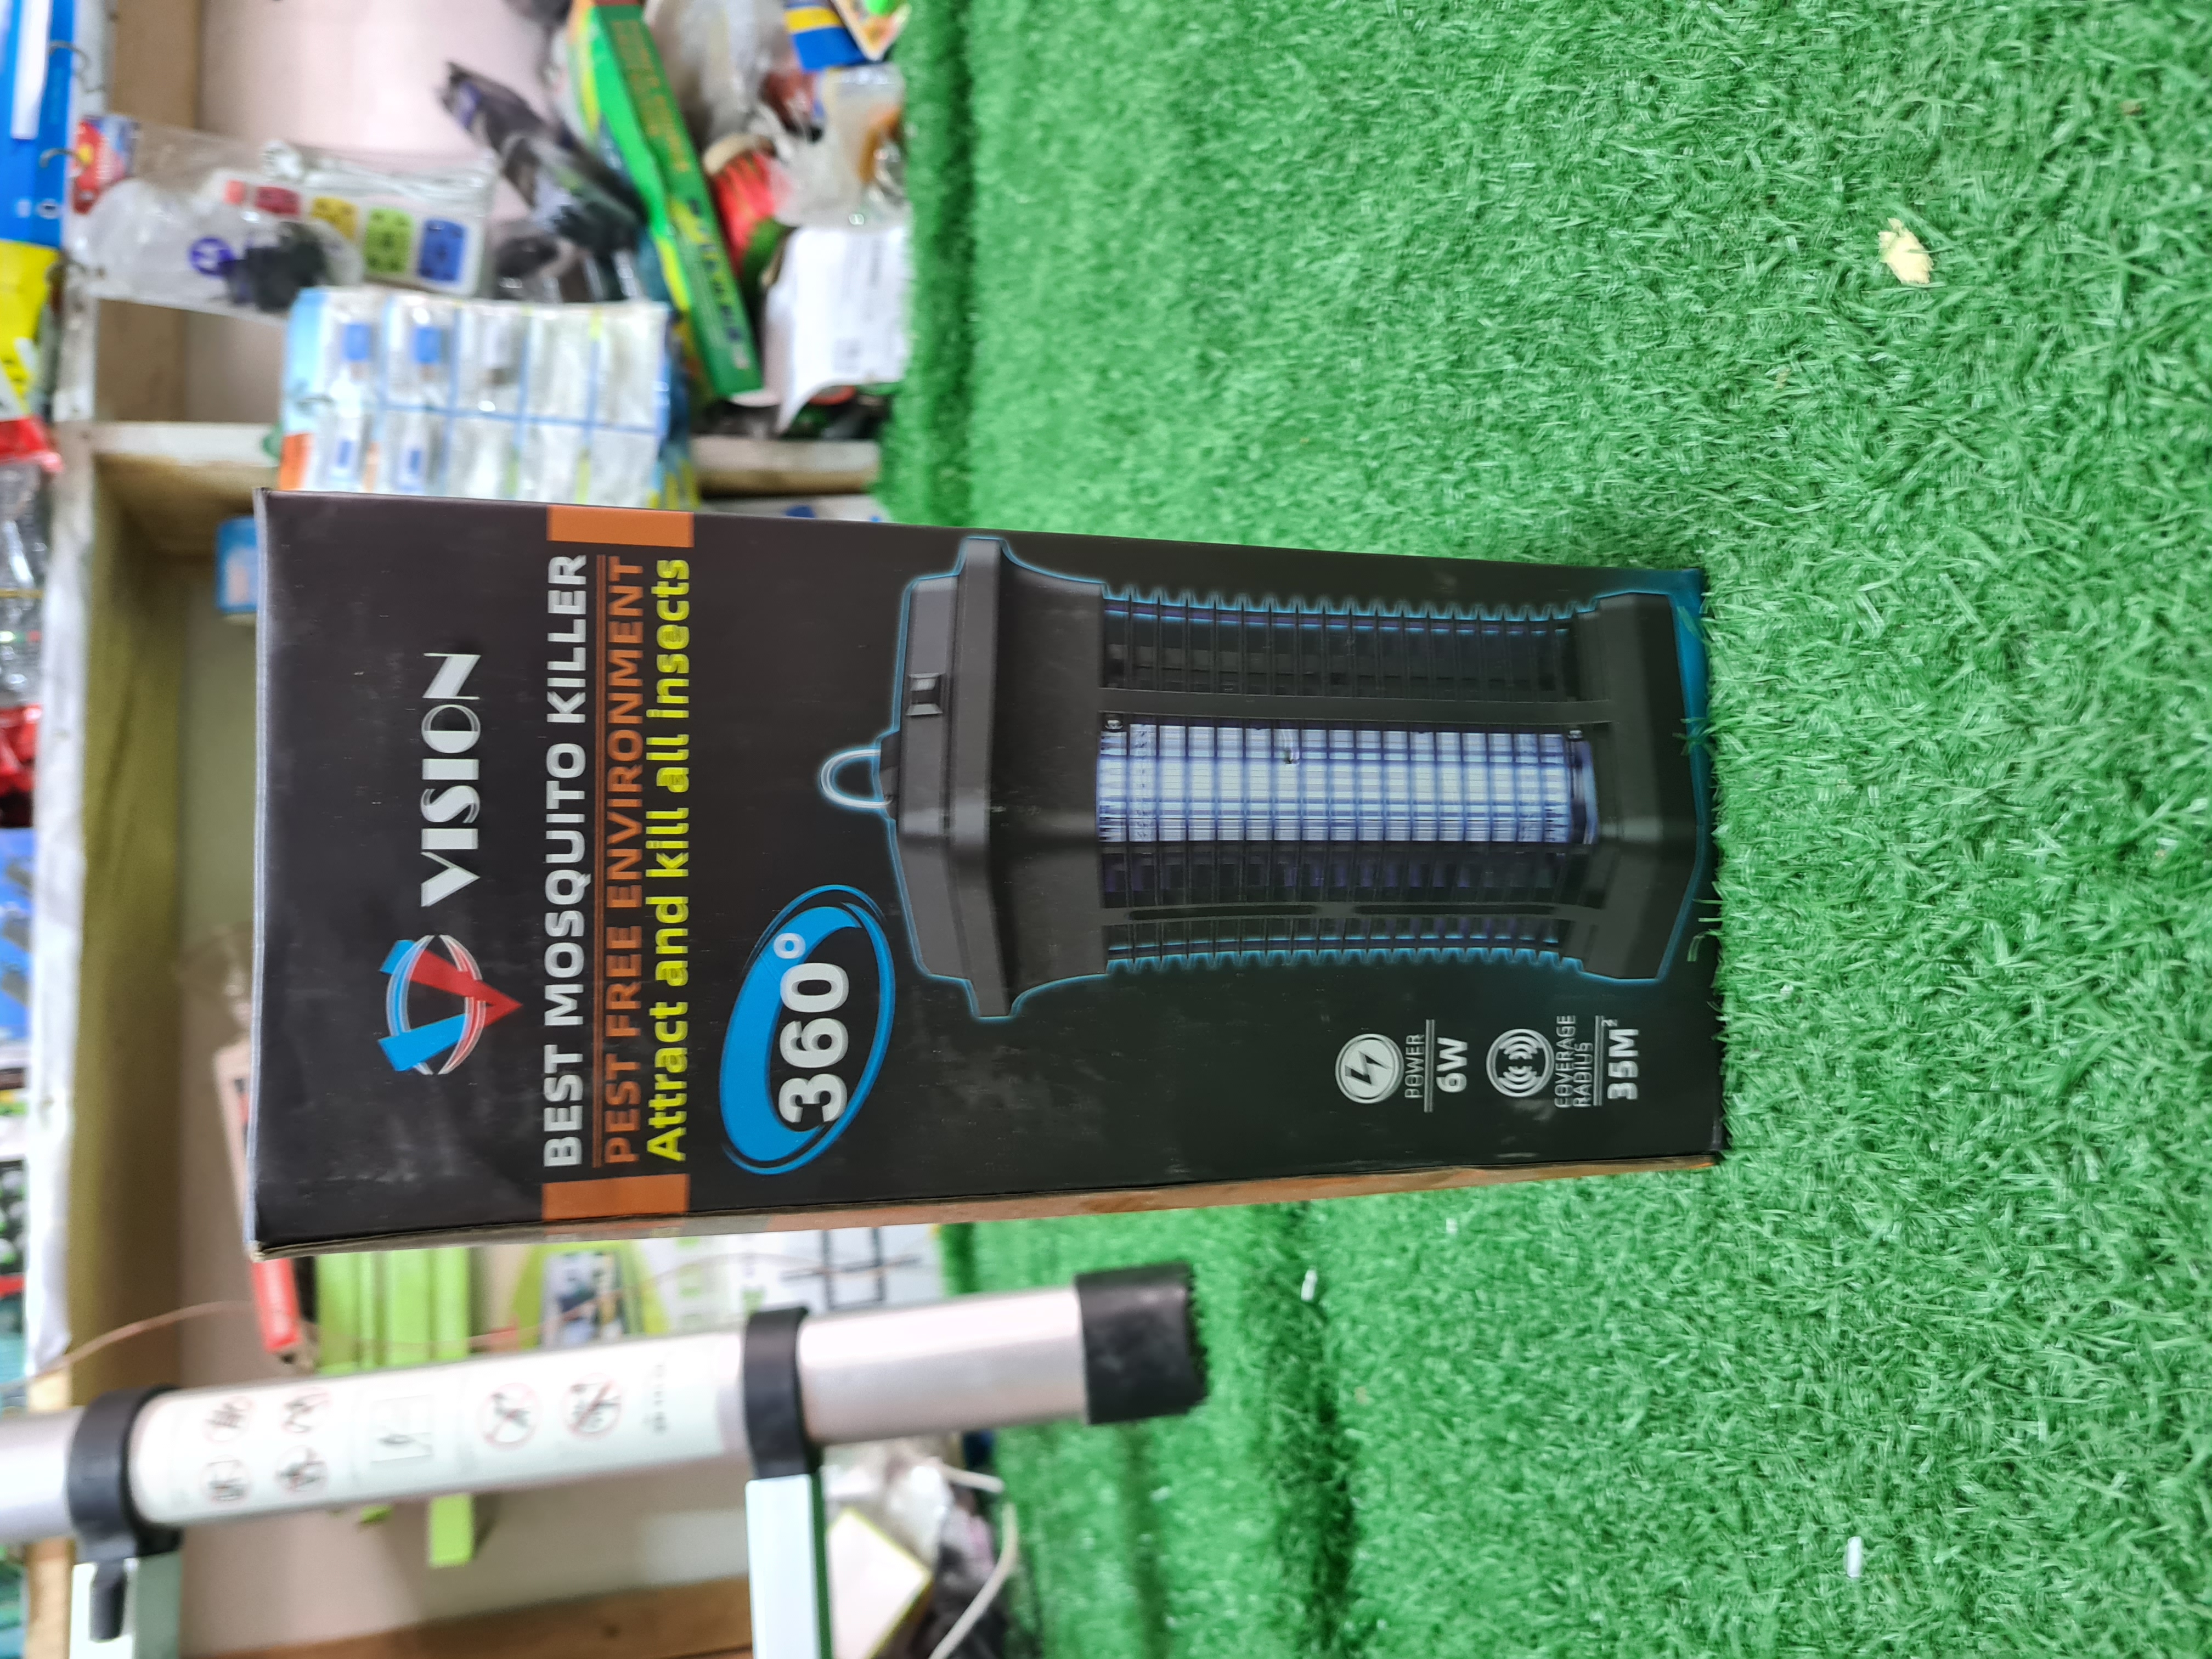 VISION
BEST MOSQUITO KILLER
PEST FREE ENVIRONMENT
Attract and kill all insects
360°
POWER
6W
COVERAGE
RADIUS
35M²